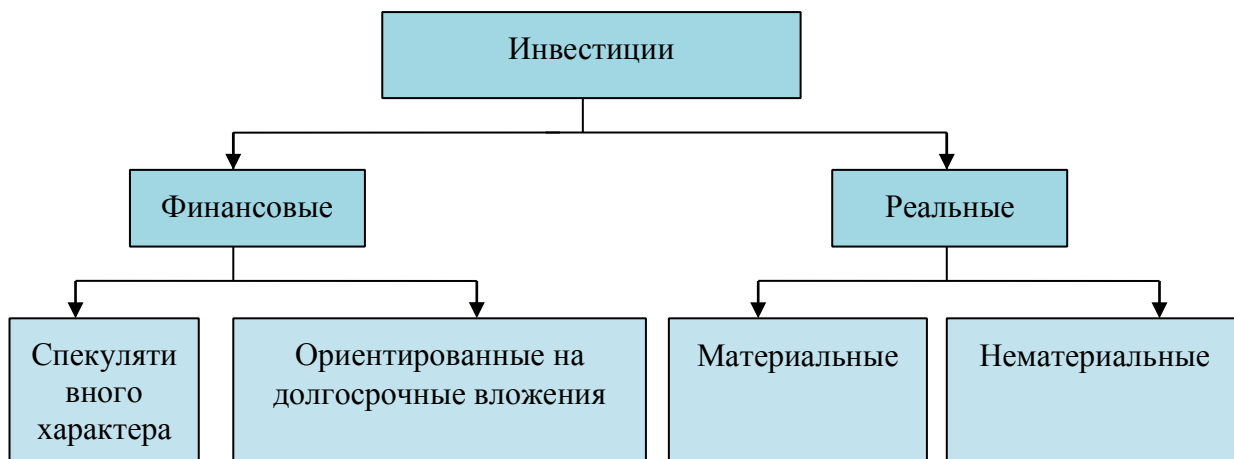 Инвестиции
Финансовые
Реальные
Спекуляти
вного
характера
Ориентированные на
долгосрочные вложения
Материальные
Нематериальные